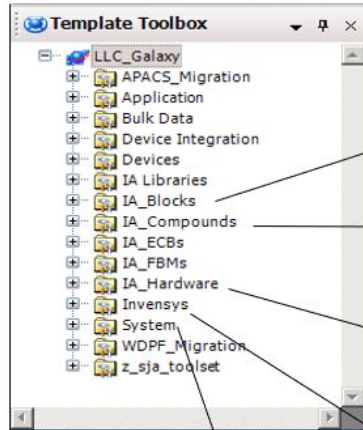 Template Toolbox
LLC_Galaxy
APACS_Migration
Application
Bulk Data
Device Integration
Devices
IA Libraries
IA_Blocks
IA_Compounds
IA_ECBs
IA_FBMs
IA_Hardware
Invensys
System
WDPF_Migration
z_sja_toolset